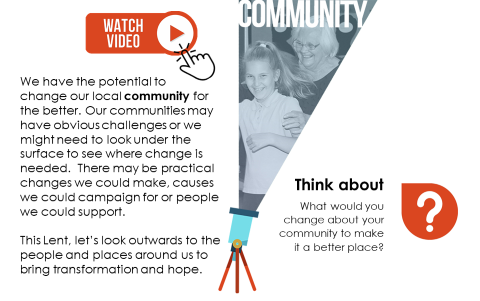 WATCH
VIDEO
COMMUNITY
We have the potential to
change our local community for
the better. Our communities may
have obvious challenges or we
might need to look under the
surface to see where change is
needed. There may be practical
changes we could make, causes
we could campaign for or people
we could support.
This Lent, let's look outwards to the
people and places around us to
bring transformation and hope.
Think about
What would you
change about your
community to make
it a better place?
?